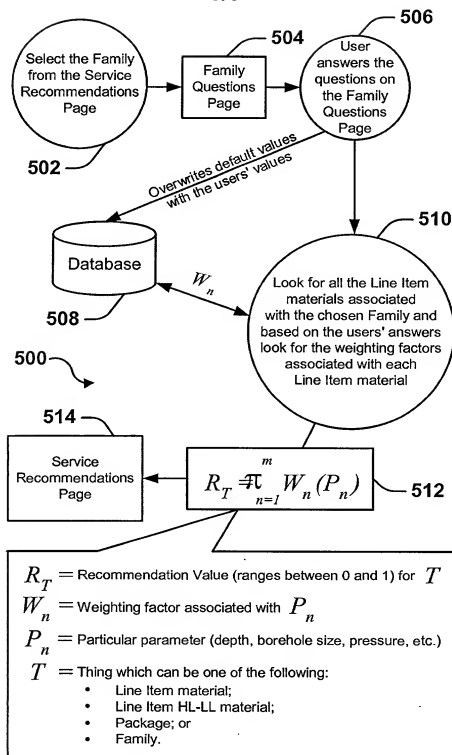 506
504
Select the Family
from the Service
Recommendations
Page
502
Family
Questions
Page
User
answers the
questions on
the Family
Questions
Page
Overwrites default values
with the users' values
510
Database
508
W_n
Look for all the Line Item
materials associated
with the chosen Family and
based on the users' answers
look for the weighting factors
associated with each
Line Item material
500
514
Service
Recommendations
Page
R_T = π_{n=1}^{m} W_n (P_n)
512
R_T = Recommendation Value (ranges between 0 and 1) for T
W_n = Weighting factor associated with P_n
P_n = Particular parameter (depth, borehole size, pressure, etc.)
T = Thing which can be one of the following:
• Line Item material;
• Line Item HL-LL material;
• Package; or
• Family.